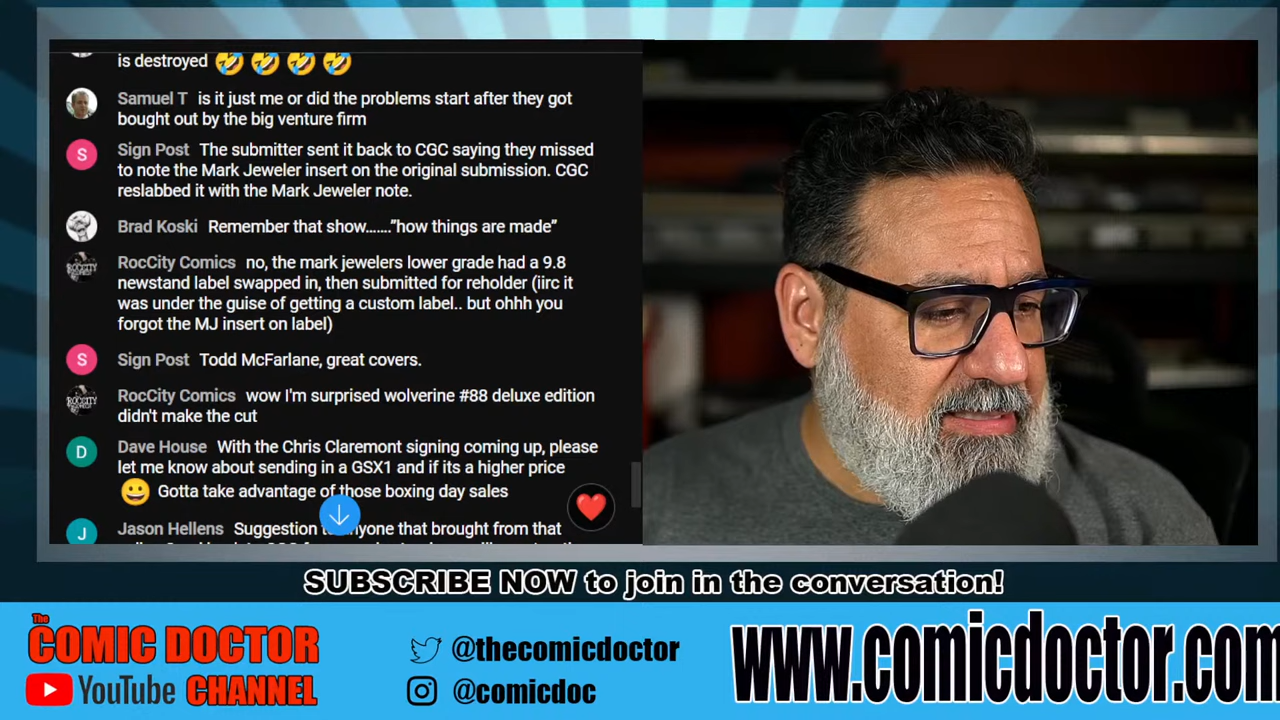 is destroyed 🤣 🤣 🤣 🤣
Samuel T is it just me or did the problems start after they got
bought out by the big venture firm
S
Sign Post The submitter sent it back to CGC saying they missed
to note the Mark Jeweler insert on the original submission. CGC
reslabbed it with the Mark Jeweler note.
Brad Koski Remember that show.......”how things are made”
RocCity Comics no, the mark jewelers lower grade had a 9.8
newstand label swapped in, then submitted for reholder (iirc it
was under the guise of getting a custom label.. but ohhh you
forgot the MJ insert on label)
S
Sign Post Todd McFarlane, great covers.
RocCity Comics wow I'm surprised wolverine #88 deluxe edition
didn't make the cut
D
Dave House With the Chris Claremont signing coming up, please
let me know about sending in a GSX1 and if its a higher price
😀 Gotta take advantage of those boxing day sales
J
Jason Hellens Suggestion anyone that brought from that
SUBSCRIBE NOW to join in the conversation!
The
COMIC DOCTOR
YouTube CHANNEL
@thecomicdoctor
@comicdoc
www.comicdoctor.com